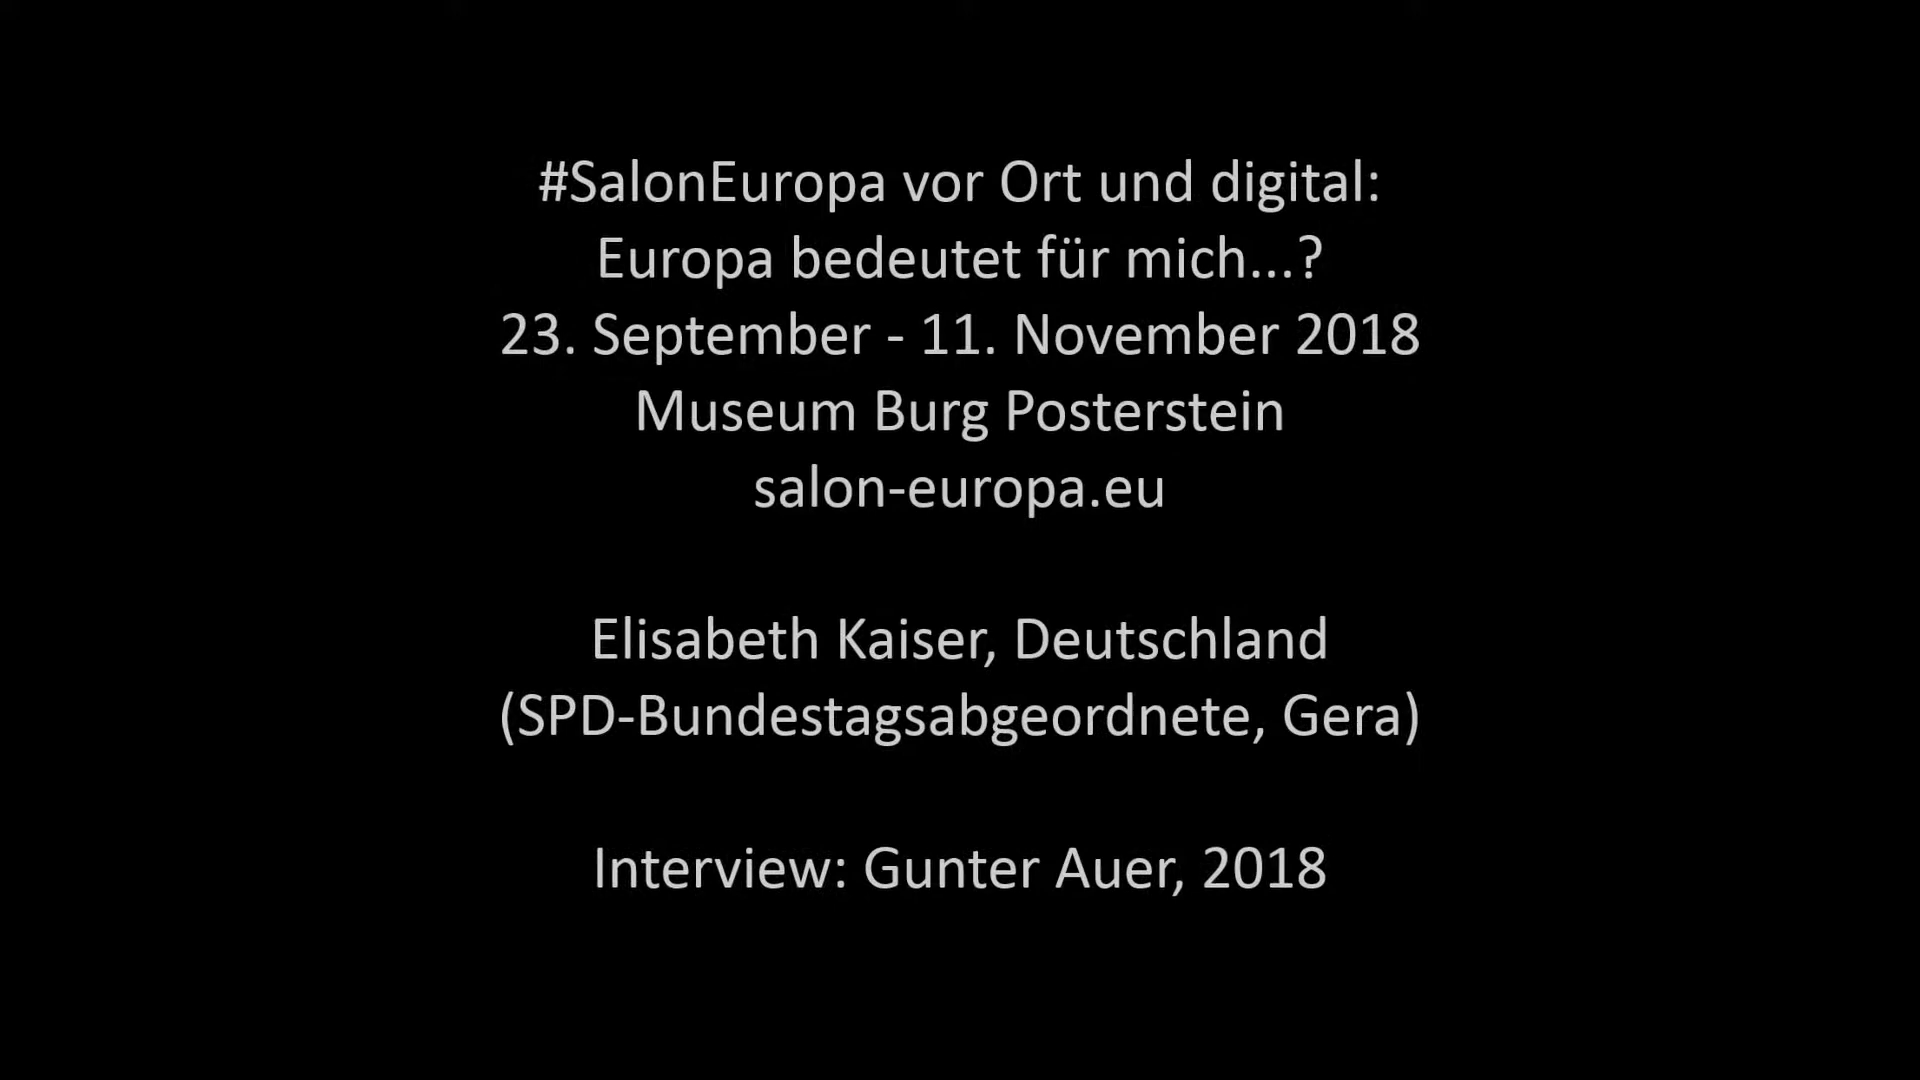 #SalonEuropa vor Ort und digital:
Europa bedeutet für mich...?
23. September - 11. November 2018
Museum Burg Posterstein
salon-europa.eu
Elisabeth Kaiser, Deutschland
(SPD-Bundestagsabgeordnete, Gera)
Interview: Gunter Auer, 2018